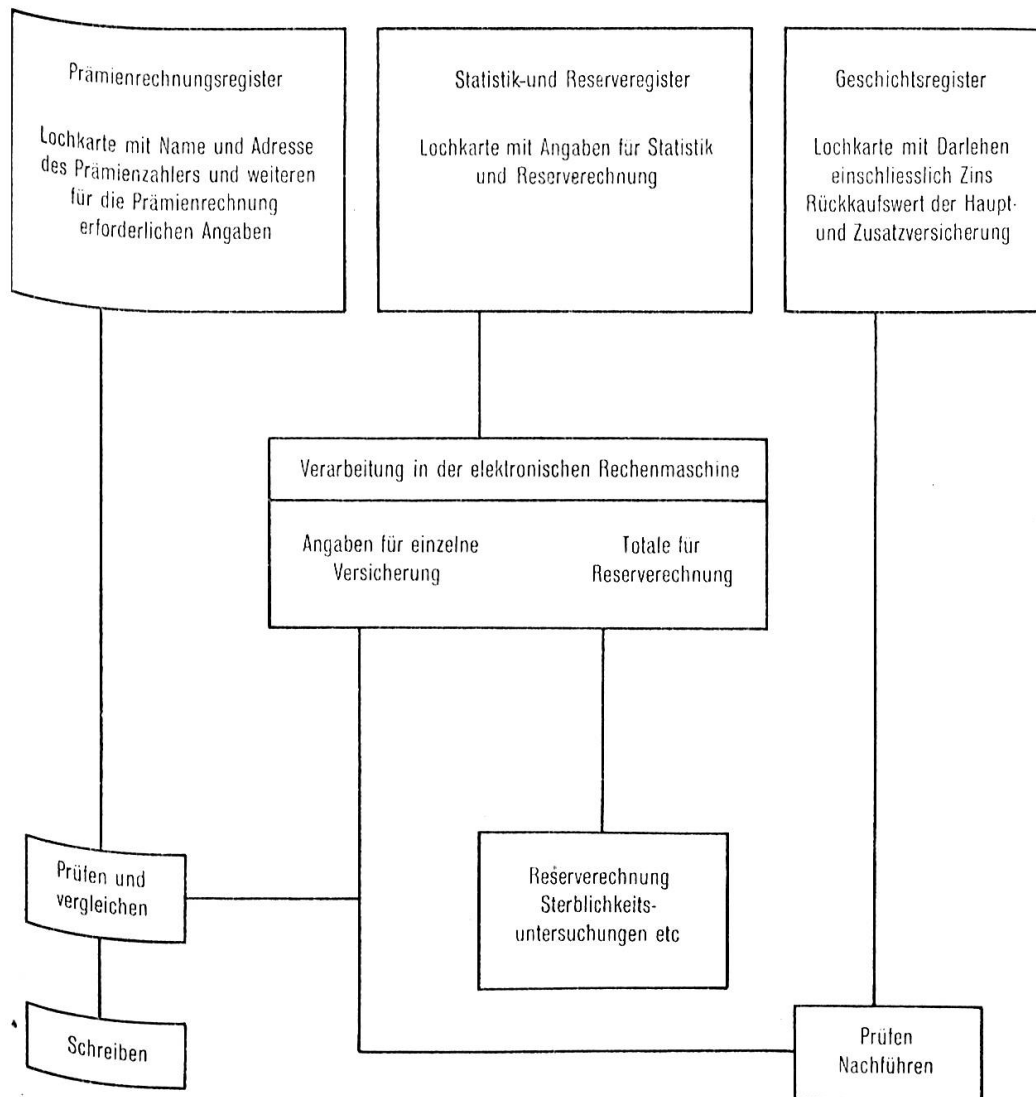 Prämienrechnungsregister
Lochkarte mit Name und Adresse
des Prämienzahlers und weiteren
für die Prämienrechnung
erforderlichen Angaben
Statistik-und Reserveregister
Lochkarte mit Angaben für Statistik
und Reserverechnung
Geschichtsregister
Lochkarte mit Darlehen
einschliesslich Zins
Rückkaufswert der Haupt-
und Zusatzversicherung
Verarbeitung in der elektronischen Rechenmaschine
Angaben für einzelne
Versicherung
Totale für
Reserverechnung
Prüfen und
vergleichen
Reserverechnung
Sterblichkeits-
untersuchungen etc
Schreiben
Prüfen
Nachführen